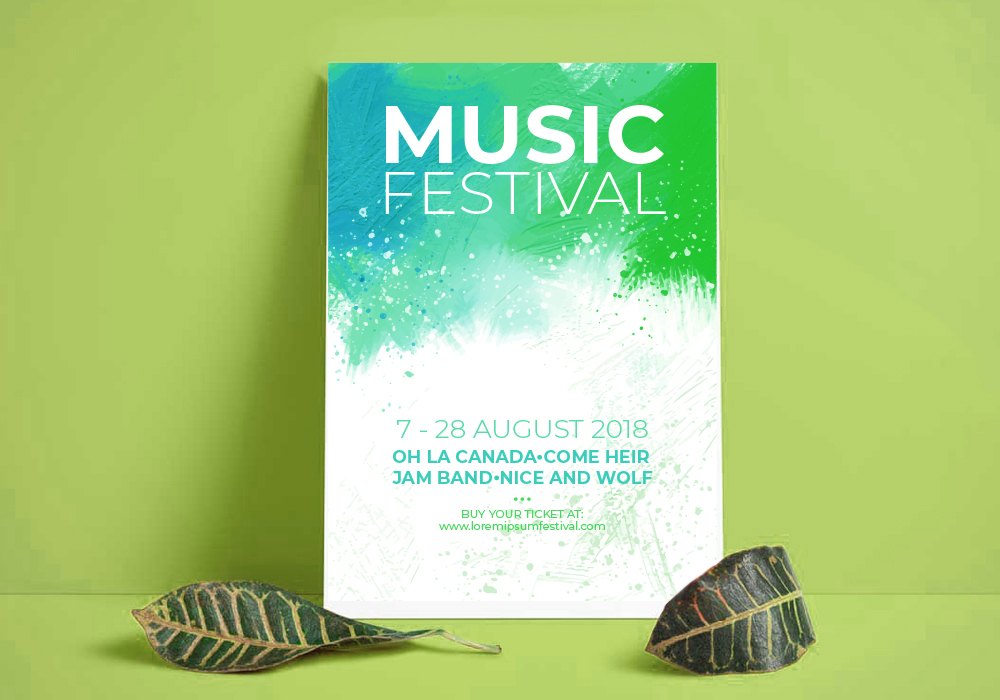 MUSIC
FESTIVAL
7 - 28 AUGUST 2018
OH LA CANADA•COME HEIR
JAM BAND•NICE AND WOLF
•••
BUY YOUR TICKET AT:
www.loremipsumfestival.com